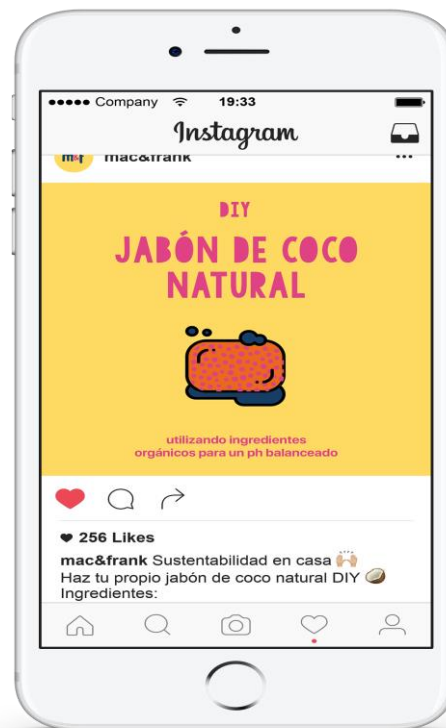 Company 19:33
Instagram
m&f mac&frank
DIY
JABÓN DE COCO
NATURAL
utilizando ingredientes
orgánicos para un ph balanceado
256 Likes
mac&frank Sustentabilidad en casa 🙌🏼
Haz tu propio jabón de coco natural DIY 🥥
Ingredientes: